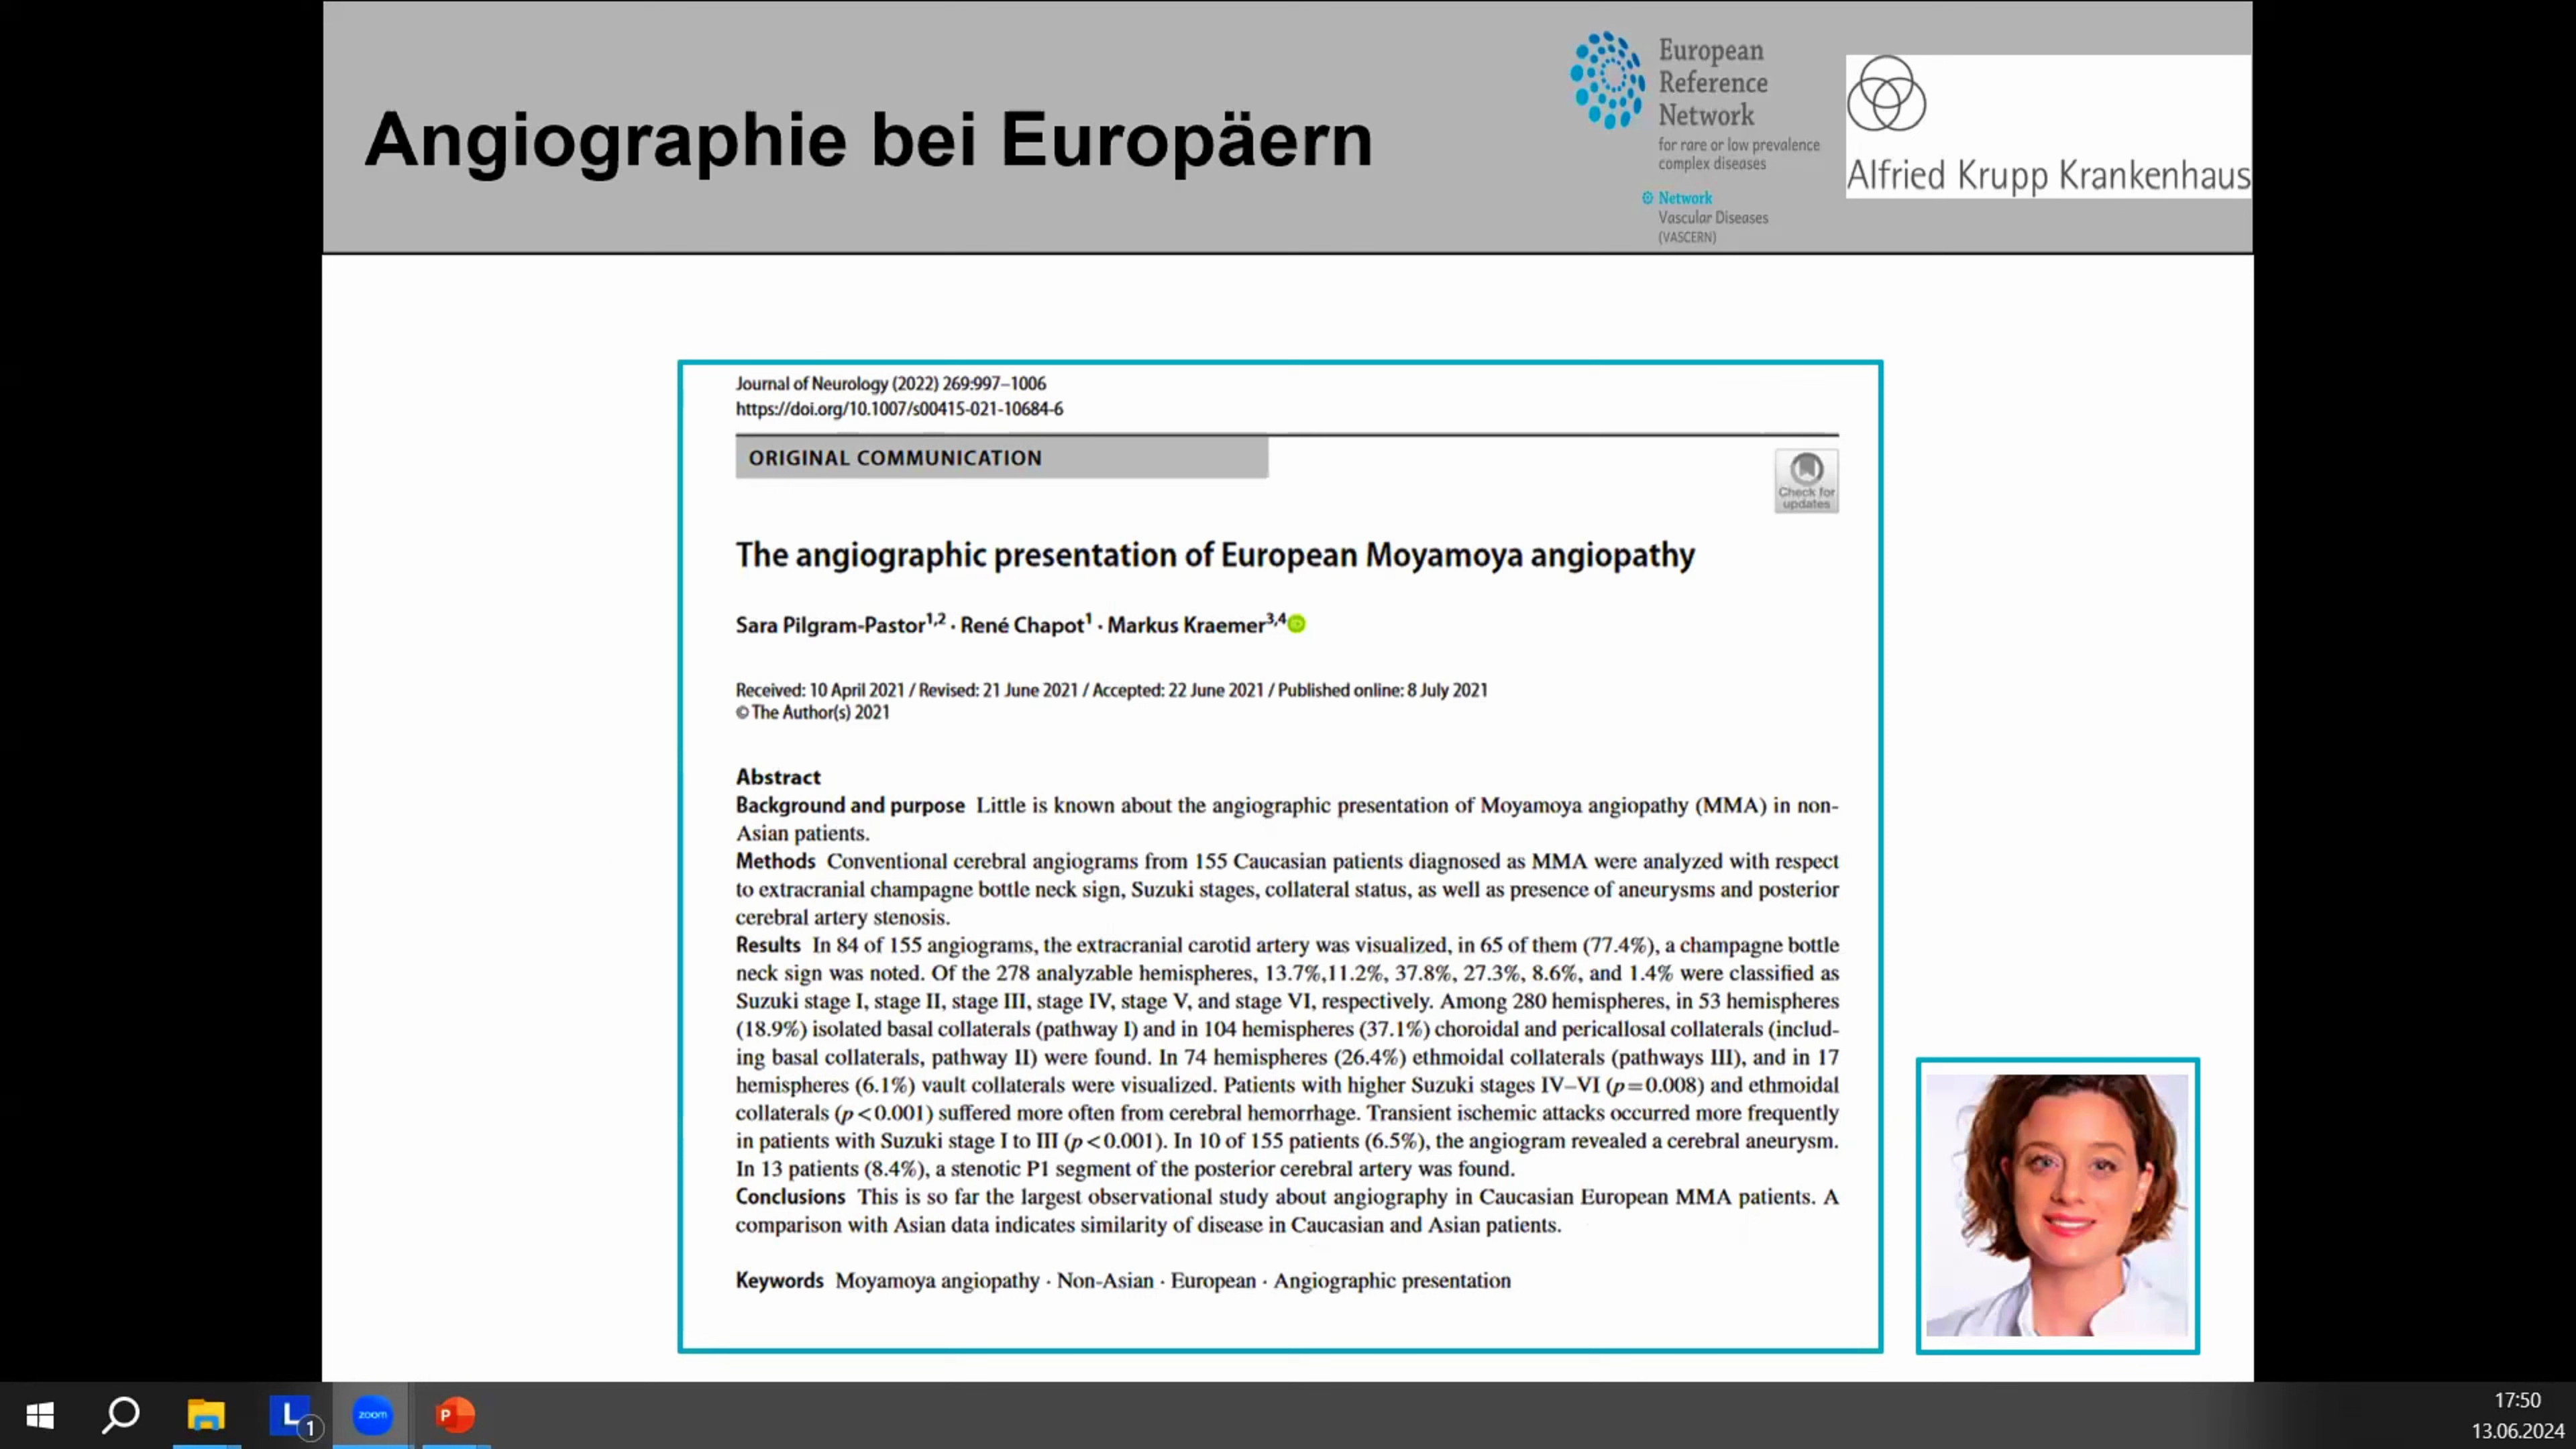 Angiographie bei Europäern
European
Reference
Network
for rare or low prevalence
complex diseases
Network
Vascular Diseases
(VASCERN)
Alfried Krupp Krankenhaus
Journal of Neurology (2022) 269:997–1006
https://doi.org/10.1007/s00415-021-10684-6
ORIGINAL COMMUNICATION
Check for
updates
The angiographic presentation of European Moyamoya angiopathy
Sara Pilgram-Pastor1,2 · René Chapot1 · Markus Kraemer3,4
Received: 10 April 2021 / Revised: 21 June 2021 / Accepted: 22 June 2021 / Published online: 8 July 2021
© The Author(s) 2021
Abstract
Background and purpose Little is known about the angiographic presentation of Moyamoya angiopathy (MMA) in non-
Asian patients.
Methods Conventional cerebral angiograms from 155 Caucasian patients diagnosed as MMA were analyzed with respect
to extracranial champagne bottle neck sign, Suzuki stages, collateral status, as well as presence of aneurysms and posterior
cerebral artery stenosis.
Results In 84 of 155 angiograms, the extracranial carotid artery was visualized, in 65 of them (77.4%), a champagne bottle
neck sign was noted. Of the 278 analyzable hemispheres, 13.7%,11.2%, 37.8%, 27.3%, 8.6%, and 1.4% were classified as
Suzuki stage I, stage II, stage III, stage IV, stage V, and stage VI, respectively. Among 280 hemispheres, in 53 hemispheres
(18.9%) isolated basal collaterals (pathway I) and in 104 hemispheres (37.1%) choroidal and pericallosal collaterals (includ-
ing basal collaterals, pathway II) were found. In 74 hemispheres (26.4%) ethmoidal collaterals (pathways III), and in 17
hemispheres (6.1%) vault collaterals were visualized. Patients with higher Suzuki stages IV–VI (p=0.008) and ethmoidal
collaterals (p<0.001) suffered more often from cerebral hemorrhage. Transient ischemic attacks occurred more frequently
in patients with Suzuki stage I to III (p<0.001). In 10 of 155 patients (6.5%), the angiogram revealed a cerebral aneurysm.
In 13 patients (8.4%), a stenotic P1 segment of the posterior cerebral artery was found.
Conclusions This is so far the largest observational study about angiography in Caucasian European MMA patients. A
comparison with Asian data indicates similarity of disease in Caucasian and Asian patients.
Keywords Moyamoya angiopathy · Non-Asian · European · Angiographic presentation
L
1
zoom
P
17:50
13.06.2024